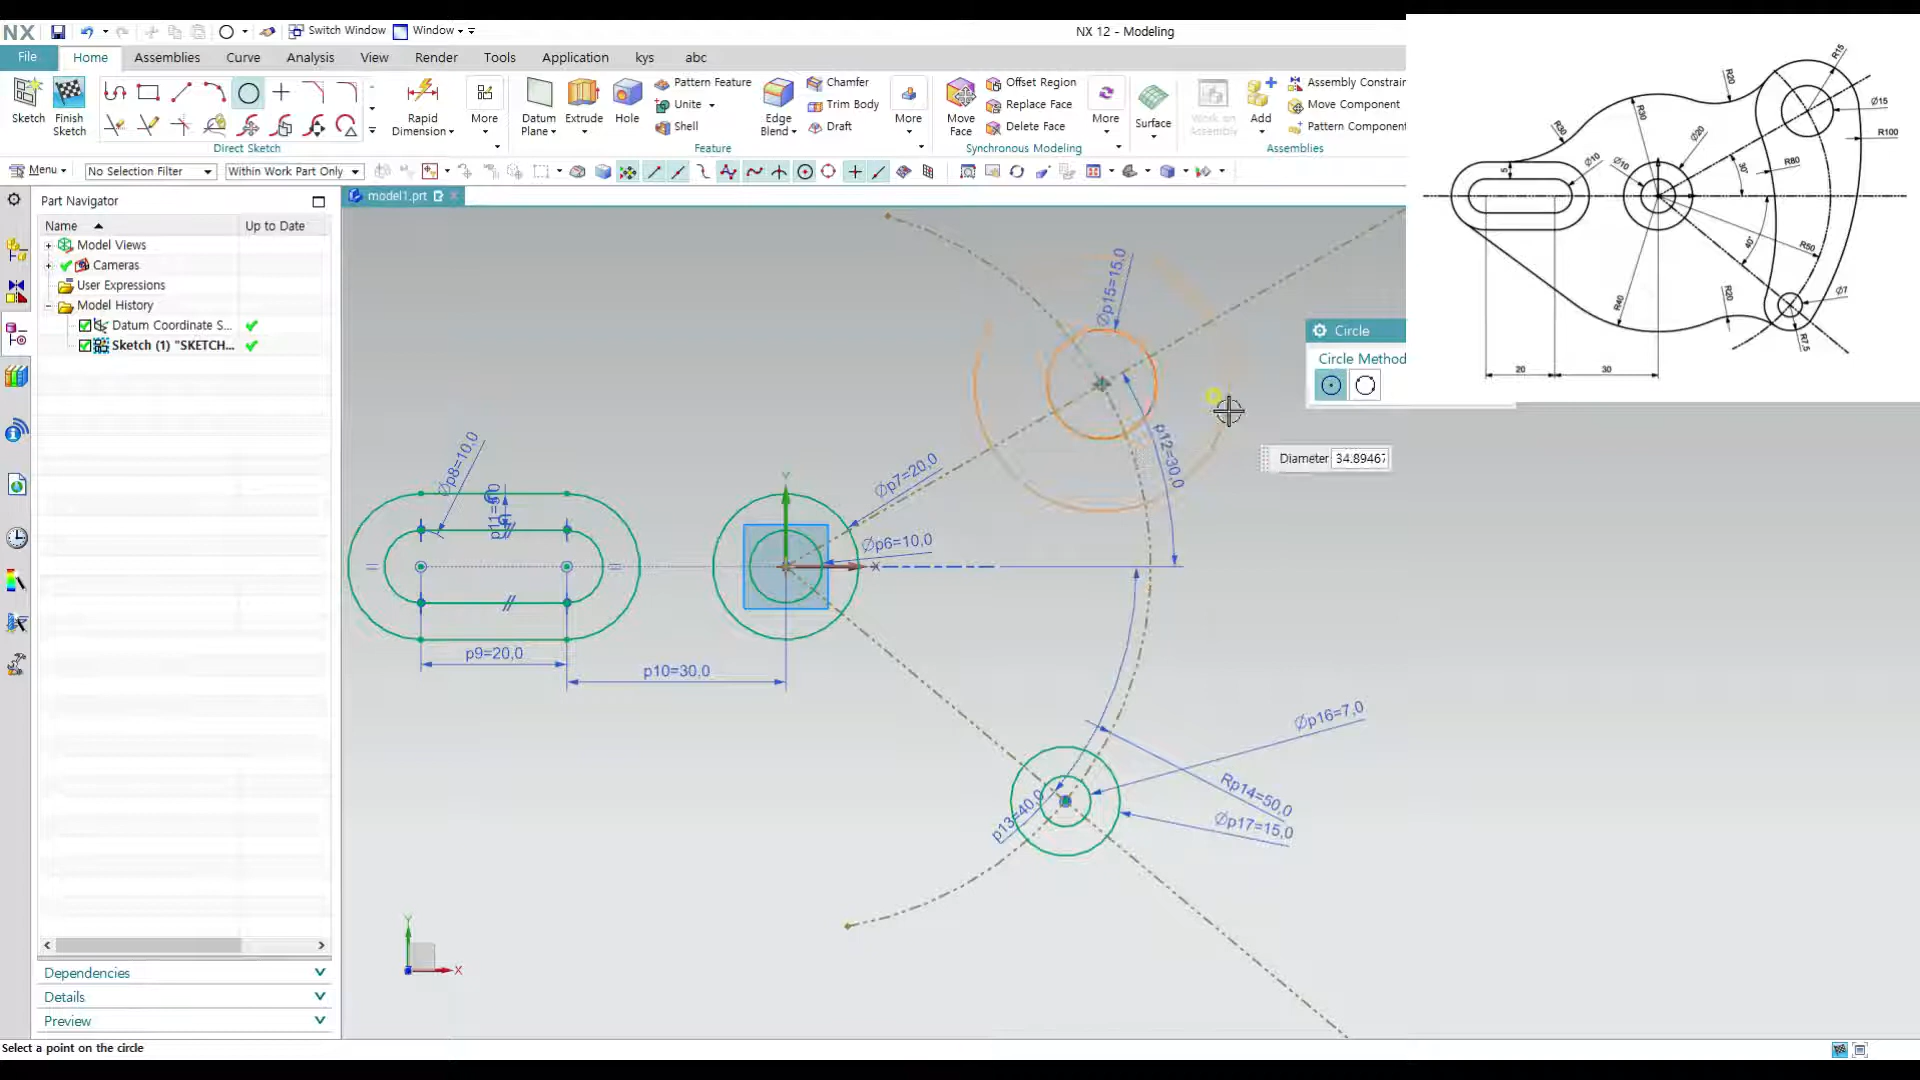 NX
Switch Window
Window
NX 12 - Modeling
File
Home
Assemblies
Curve
Analysis
View
Render
Tools
Application
kys
abc
Sketch
Finish Sketch
Rapid Dimension
More
Direct Sketch
Datum Plane
Extrude
Hole
Pattern Feature
Unite
Shell
Edge Blend
Chamfer
Trim Body
Draft
More
Feature
Move Face
Offset Region
Replace Face
Delete Face
More
Synchronous Modeling
Surface
Work on Assembly
Add
Assembly Constrain
Move Component
Pattern Component
Assemblies
Menu
No Selection Filter
Within Work Part Only
Part Navigator
model1.prt
Name
Up to Date
Model Views
Cameras
User Expressions
Model History
Datum Coordinate S...
Sketch (1) "SKETCH...
Dependencies
Details
Preview
Select a point on the circle
Øp15=15,0
p12=30,0
Øp7=20,0
Øp8=10,0
Øp6=10,0
Y
X
p9=20,0
p10=30,0
Øp16=7,0
Rp14=50,0
Øp17=15,0
p13=40,0
Y
X
Circle
Circle Method
Diameter
34.89467
R15
R20
Ø15
R100
R30
R30
Ø20
Ø10
Ø10
5
30°
R80
R50
40°
Ø7
R20
R40
R7.5
20
30